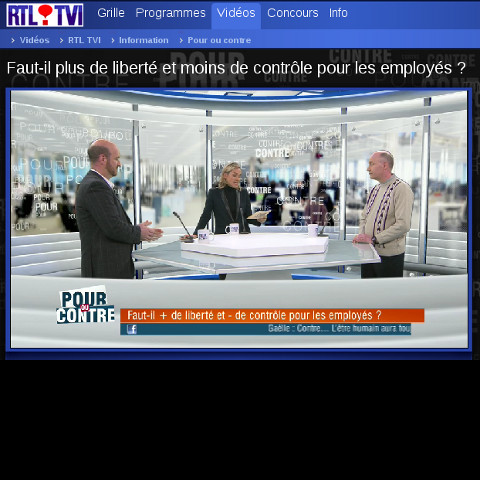 RTL TVI
Grille Programmes Vidéos Concours Info
Vidéos RTL TVI Information Pour ou contre
Faut-il plus de liberté et moins de contrôle pour les employés ?
POUR
OU
CONTRE
Faut-il + de liberté et - de contrôle pour les employés ?
Gaëlle : Contre.... L'être humain aura tou